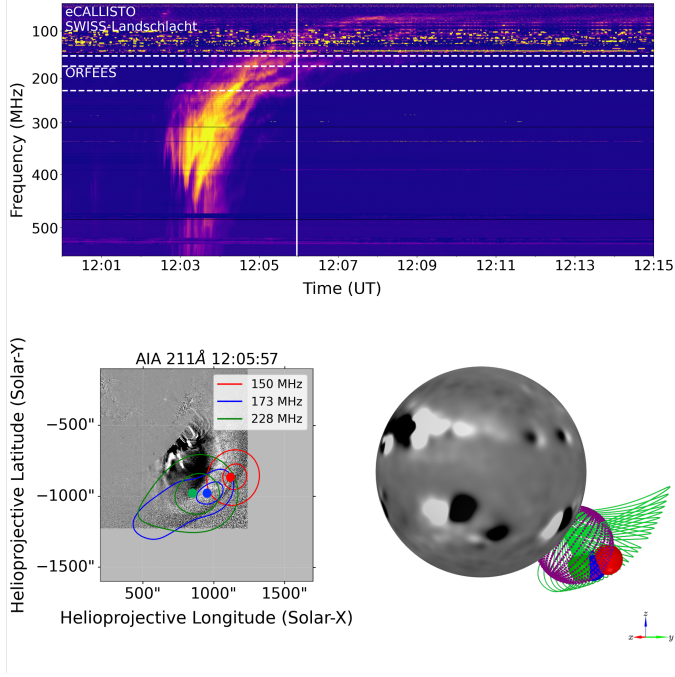 eCALLISTO
SWISS-Landschlacht
ORFEES
Frequency (MHz)
100
200
300
400
500
12:01 12:03 12:05 12:07 12:09 12:11 12:13 12:15
Time (UT)
AIA 211Å 12:05:57
150 MHz
173 MHz
228 MHz
Helioprojective Latitude (Solar-Y)
−500"
−1000"
−1500"
500" 1000" 1500"
Helioprojective Longitude (Solar-X)
z
x y